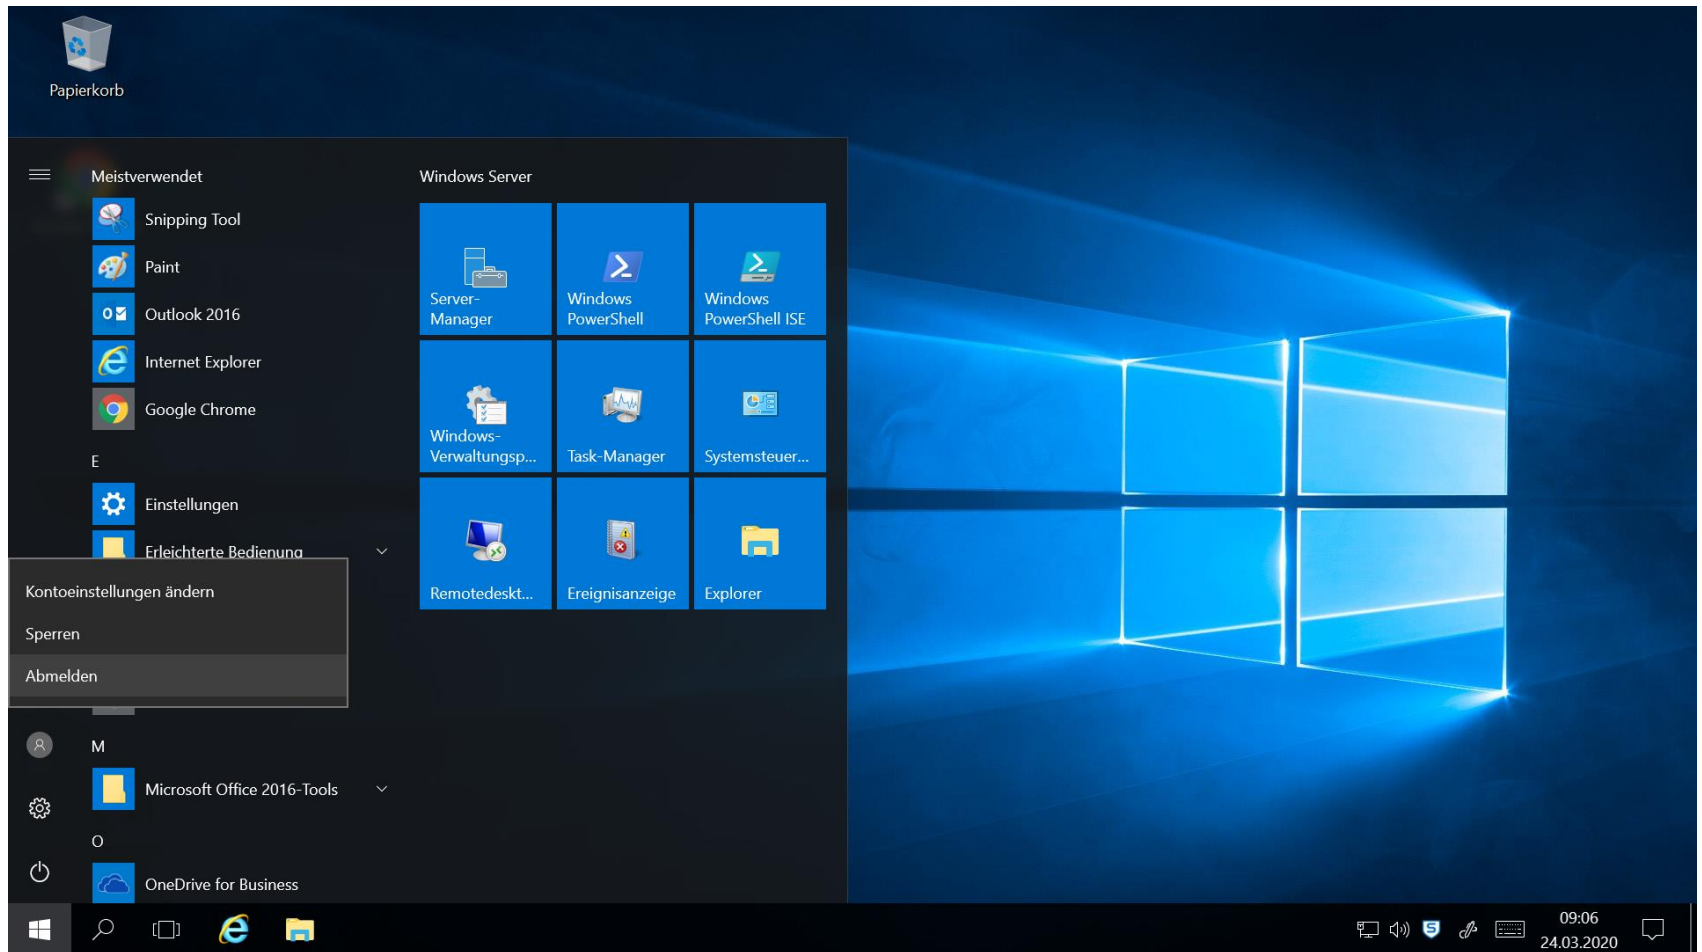 Papierkorb
Meistverwendet
Snipping Tool
Paint
Outlook 2016
Internet Explorer
Google Chrome
E
Einstellungen
Erleichterte Bedienung
Kontoeinstellungen ändern
Sperren
Abmelden
M
Microsoft Office 2016-Tools
O
OneDrive for Business
Windows Server
Server-
Manager
Windows
PowerShell
Windows
PowerShell ISE
Windows-
Verwaltungsp...
Task-Manager
Systemsteuer...
Remotedeskt...
Ereignisanzeige
Explorer
09:06
24.03.2020